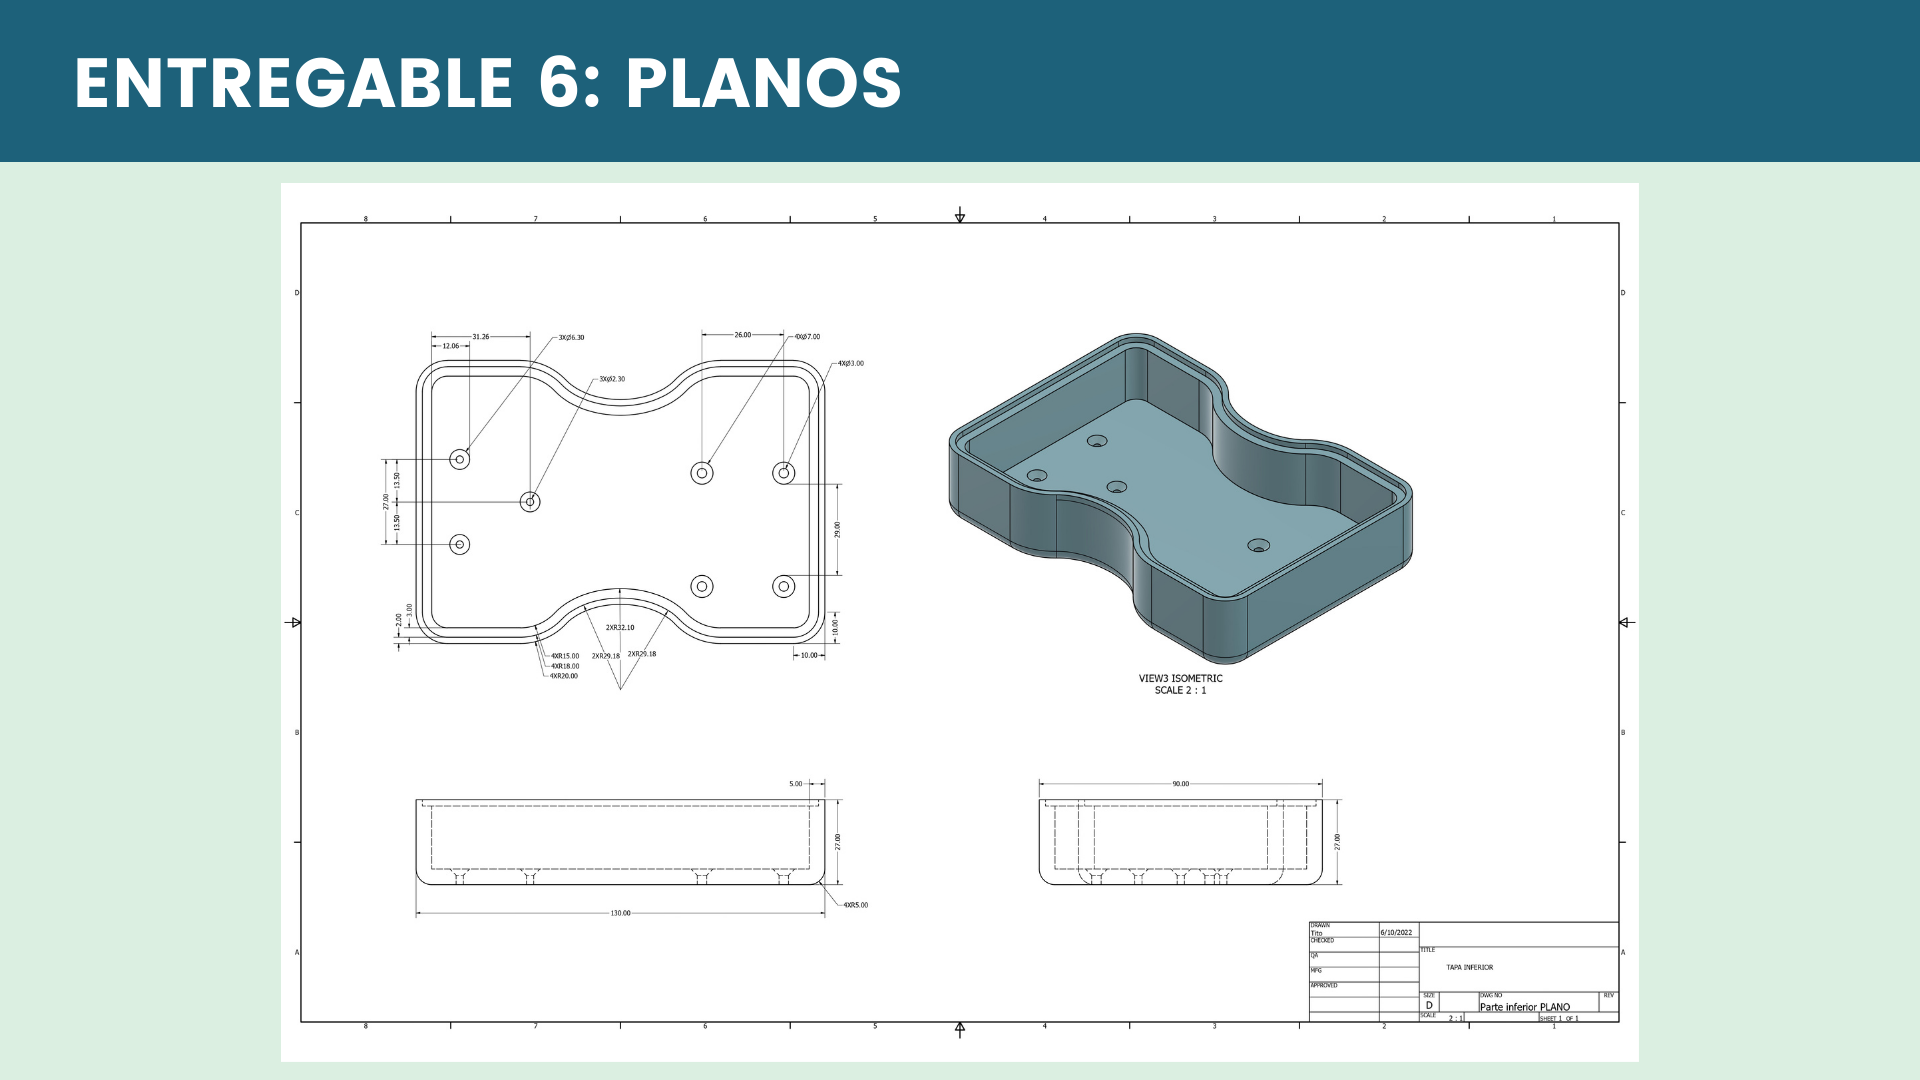 ENTREGABLE 6: PLANOS
8 7 6 5 4 3 2 1
D D
C C
B B
A A
31.26
12.06
3XØ6.30
3XØ2.30
26.00
4XØ7.00
4XØ3.00
27.00
13.50
13.50
29.00
2.00
3.00
10.00
10.00
2XR32.10
2XR29.18 2XR29.18
4XR15.00
4XR18.00
4XR20.00
VIEW3 ISOMETRIC
SCALE 2 : 1
5.00
27.00
130.00
4XR5.00
90.00
27.00
DRAWN
Tito 6/10/2022
CHECKED
QA
MFG
APPROVED
TITLE
TAPA INFERIOR
SIZE
D
DWG NO
Parte inferior PLANO
REV
SCALE
2 : 1
SHEET 1 OF 1
8 7 6 5 4 3 2 1